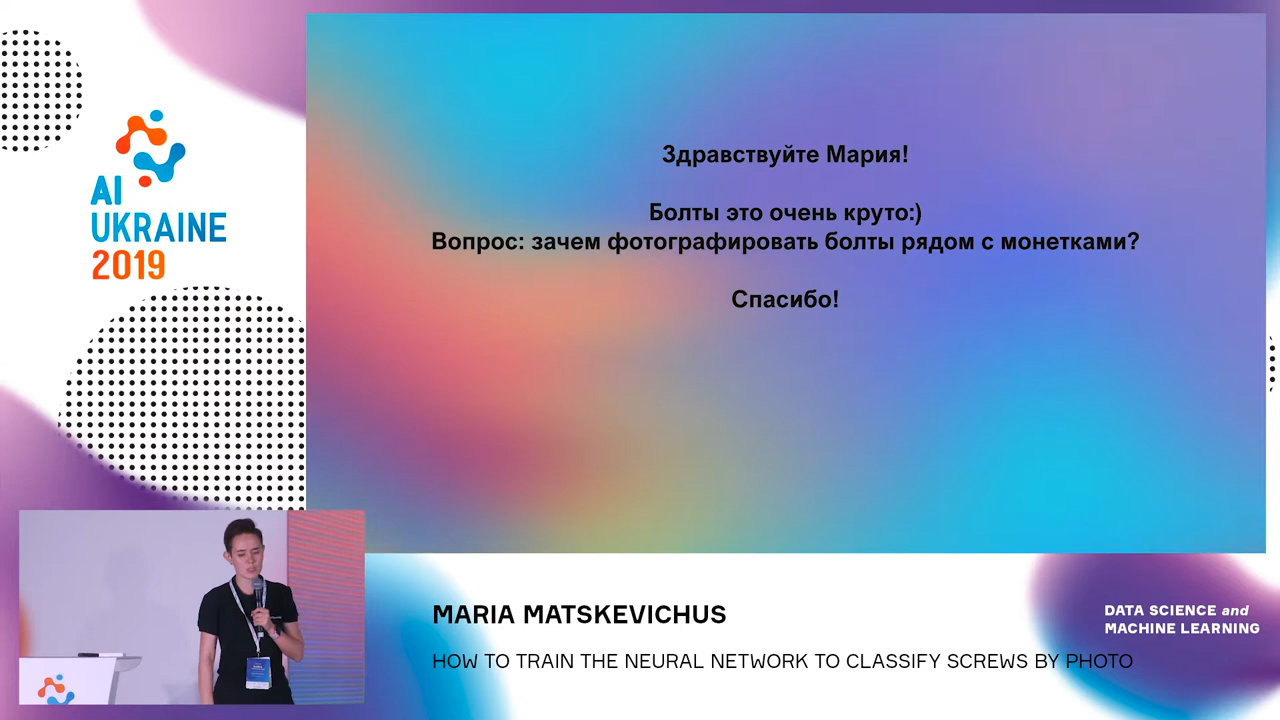 AI
UKRAINE
2019
Здравствуйте Мария!
Болты это очень круто:)
Вопрос: зачем фотографировать болты рядом с монетками?
Спасибо!
MARIA MATSKEVICHUS
HOW TO TRAIN THE NEURAL NETWORK TO CLASSIFY SCREWS BY PHOTO
DATA SCIENCE and
MACHINE LEARNING